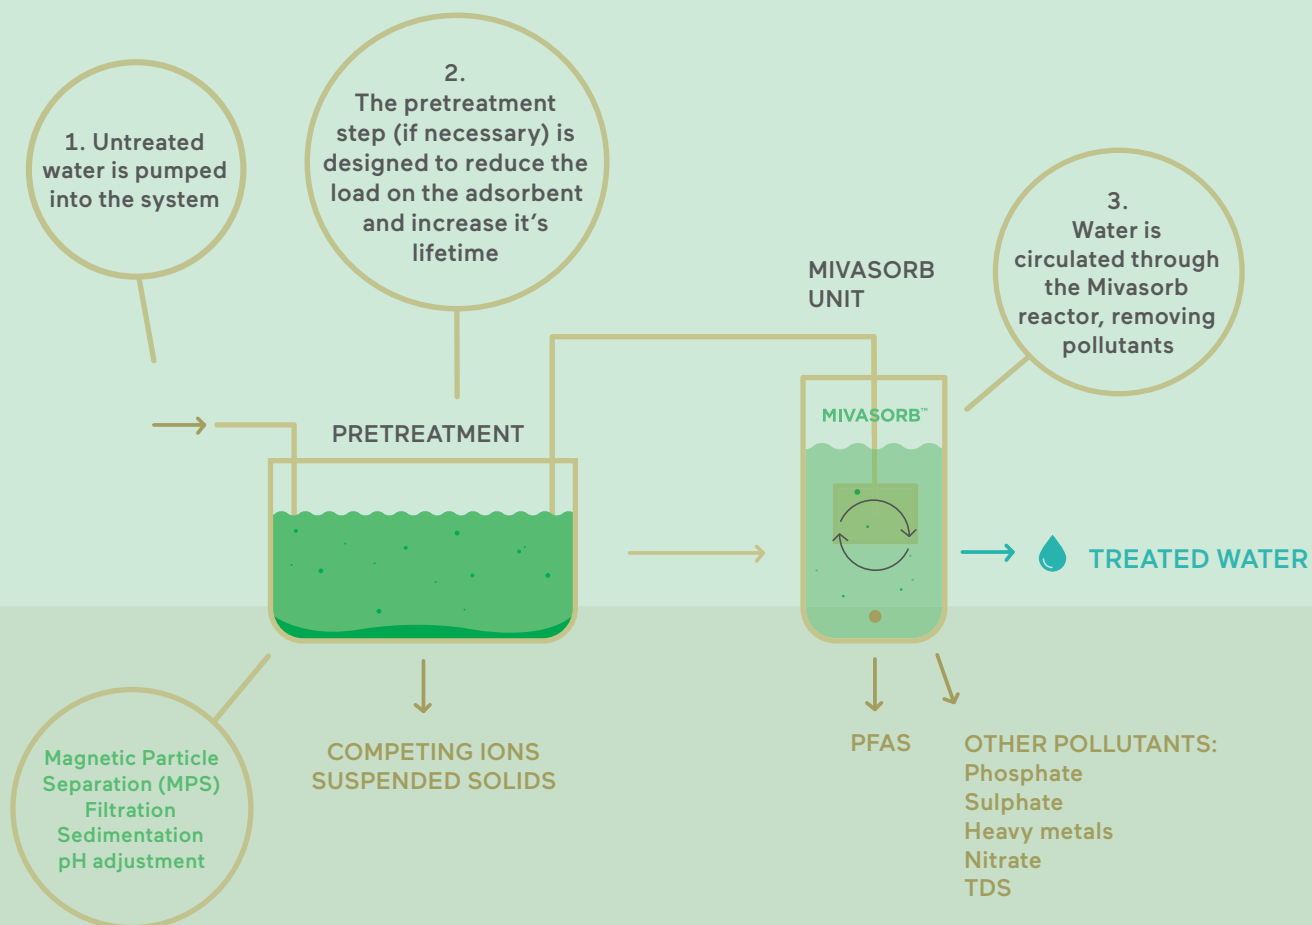 1. Untreated
water is pumped
into the system
2.
The pretreatment
step (if necessary) is
designed to reduce the
load on the adsorbent
and increase it's
lifetime
3.
Water is
circulated through
the Mivasorb
reactor, removing
pollutants
MIVASORB
UNIT
MIVASORB™
PRETREATMENT
TREATED WATER
Magnetic Particle
Separation (MPS)
Filtration
Sedimentation
pH adjustment
COMPETING IONS
SUSPENDED SOLIDS
PFAS
OTHER POLLUTANTS:
Phosphate
Sulphate
Heavy metals
Nitrate
TDS